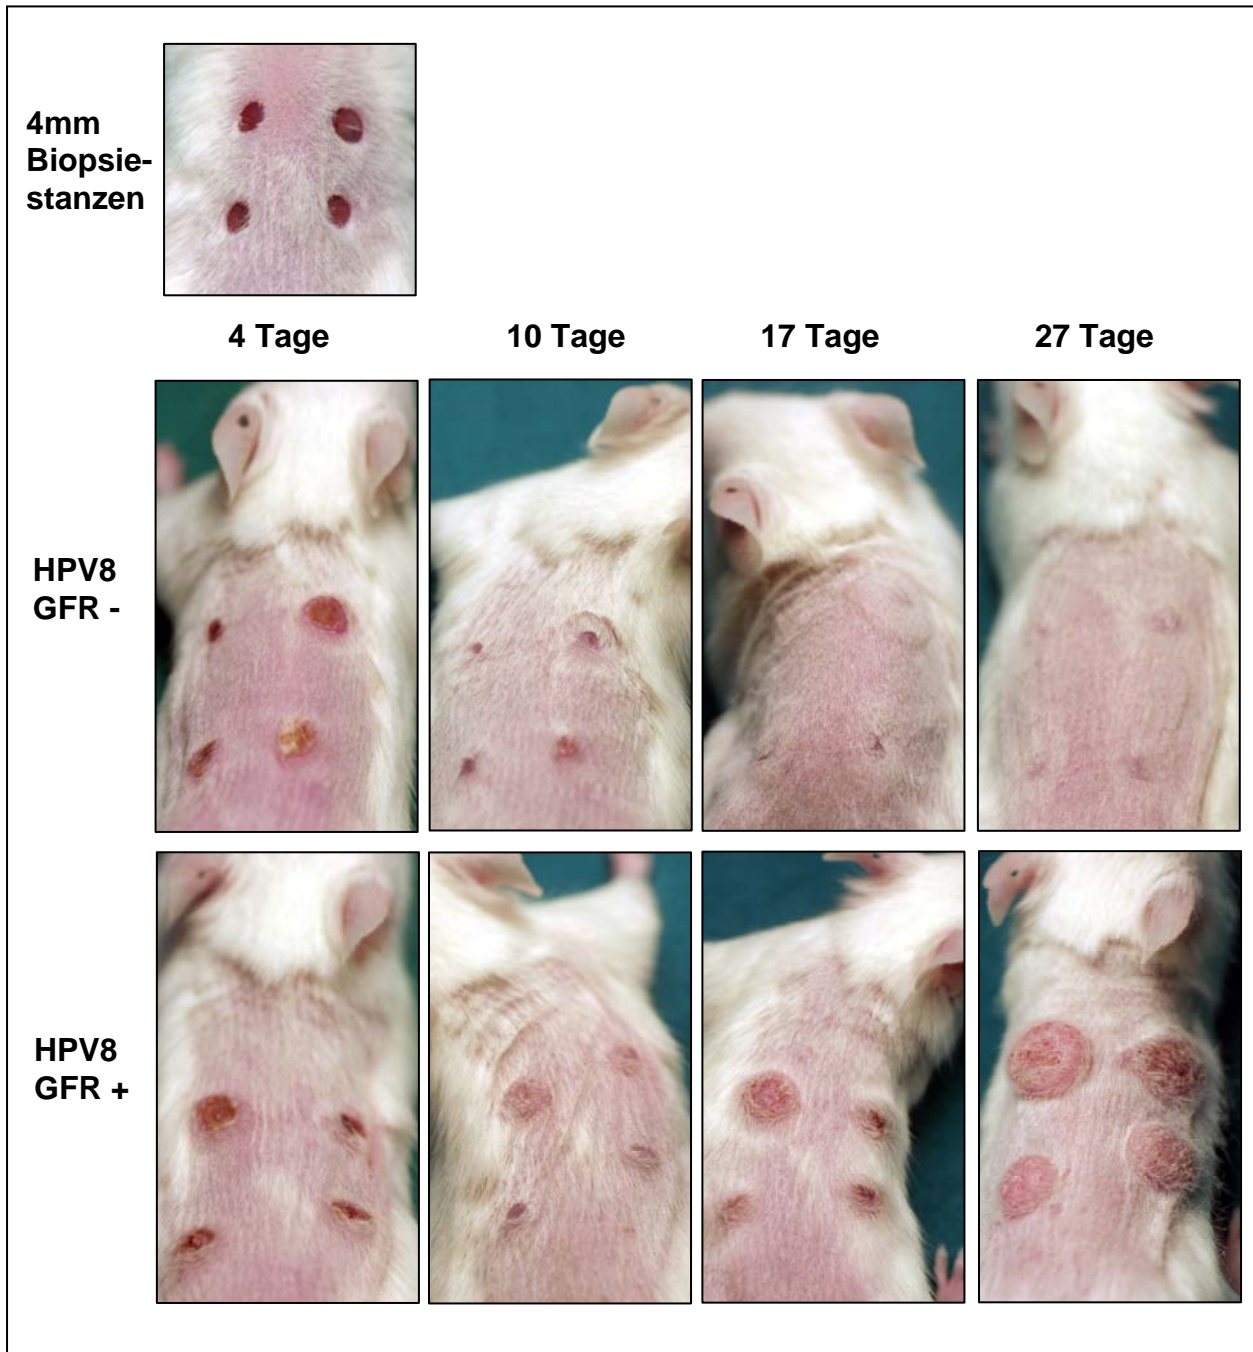 4mm
Biopsie-
stanzen
4 Tage
10 Tage
17 Tage
27 Tage
HPV8
GFR -
HPV8
GFR +